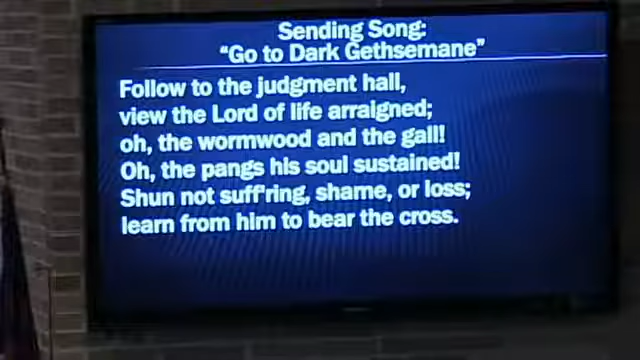 Sending Song:
“Go to Dark Gethsemane”
Follow to the judgment hall,
view the Lord of life arraigned;
oh, the wormwood and the gall!
Oh, the pangs his soul sustained!
Shun not suff'ring, shame, or loss;
learn from him to bear the cross.